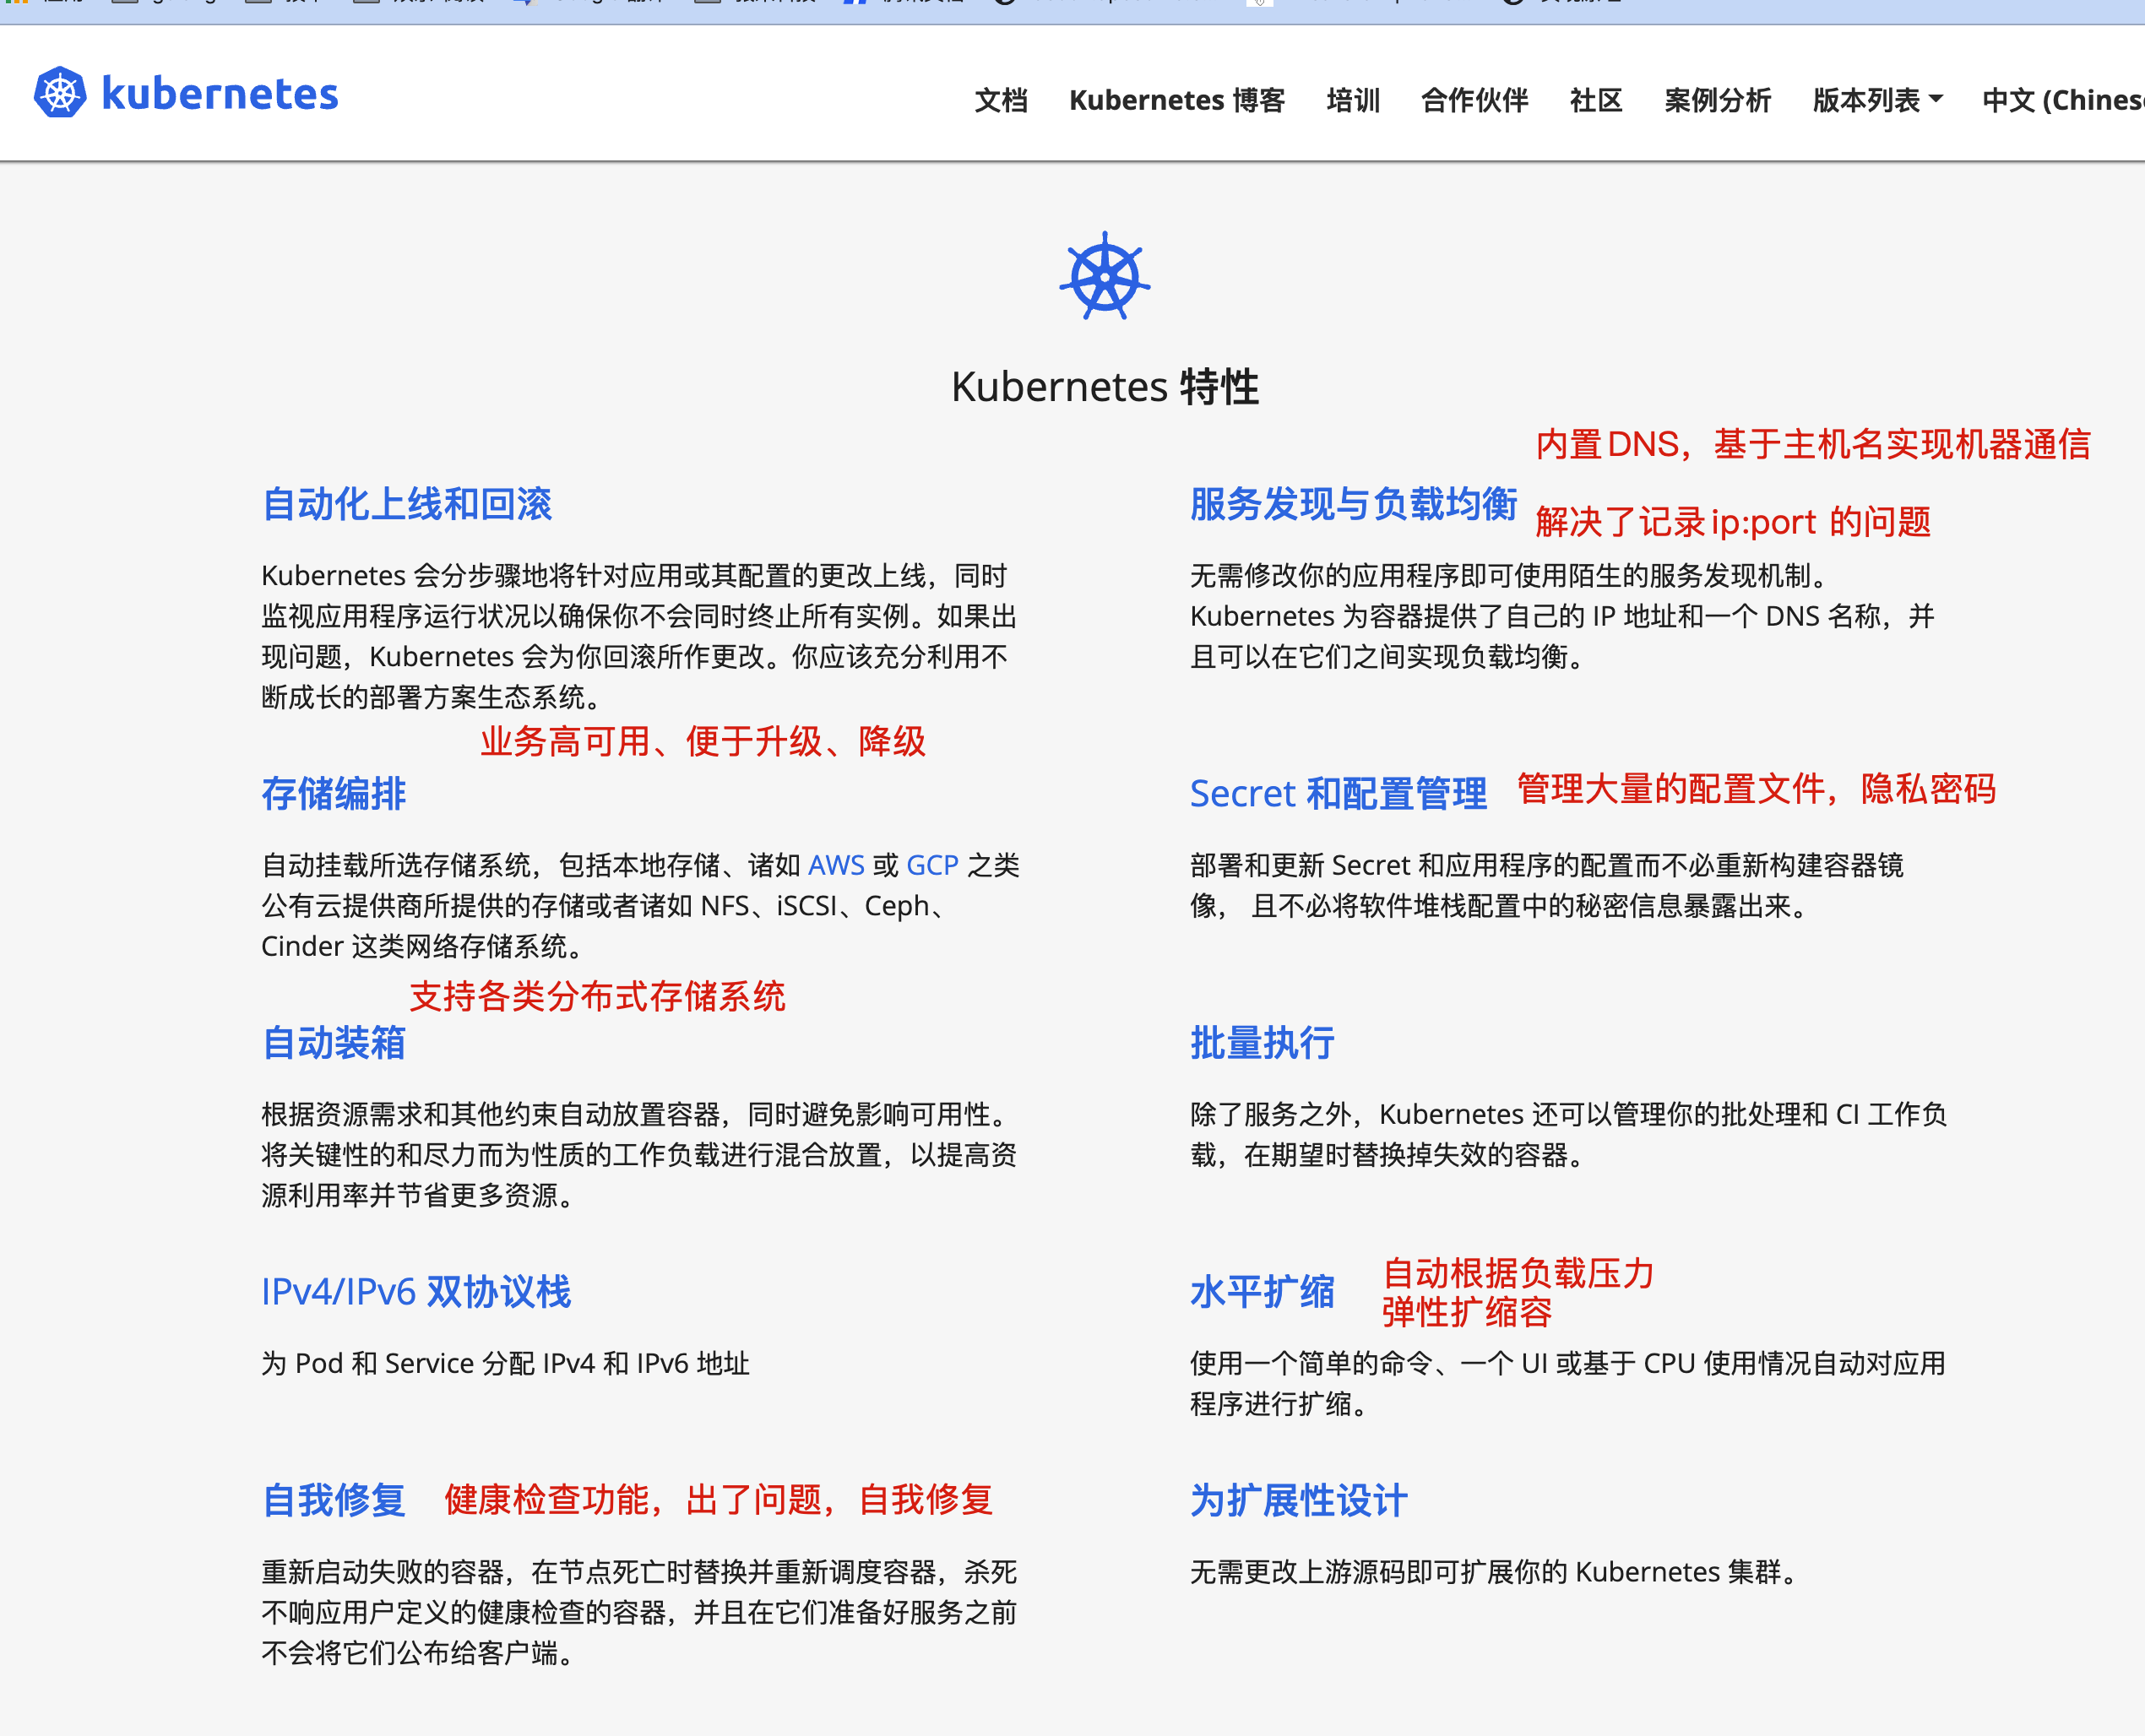 kubernetes
文档 Kubernetes 博客 培训 合作伙伴 社区 案例分析 版本列表 中文
Kubernetes 特性
自动化上线和回滚
Kubernetes 会分步骤地将针对应用或其配置的更改上线，同时
监视应用程序运行状况以确保你不会同时终止所有实例。如果出
现问题，Kubernetes 会为你回滚所作更改。你应该充分利用不
断成长的部署方案生态系统。
业务高可用、便于升级、降级
内置DNS，基于主机名实现机器通信
服务发现与负载均衡
解决了记录ip:port 的问题
无需修改你的应用程序即可使用陌生的服务发现机制。
Kubernetes 为容器提供了自己的 IP 地址和一个 DNS 名称，并
且可以在它们之间实现负载均衡。
存储编排
自动挂载所选存储系统，包括本地存储、诸如 AWS 或 GCP 之类
公有云提供商所提供的存储或者诸如 NFS、iSCSI、Ceph、
Cinder 这类网络存储系统。
支持各类分布式存储系统
Secret 和配置管理 管理大量的配置文件，隐私密码
部署和更新 Secret 和应用程序的配置而不必重新构建容器镜
像， 且不必将软件堆栈配置中的秘密信息暴露出来。
自动装箱
根据资源需求和其他约束自动放置容器，同时避免影响可用性。
将关键性的和尽力而为性质的工作负载进行混合放置，以提高资
源利用率并节省更多资源。
批量执行
除了服务之外，Kubernetes 还可以管理你的批处理和 CI 工作负
载，在期望时替换掉失效的容器。
IPv4/IPv6 双协议栈
为 Pod 和 Service 分配 IPv4 和 IPv6 地址
水平扩缩
自动根据负载压力
弹性扩缩容
使用一个简单的命令、一个 UI 或基于 CPU 使用情况自动对应用
程序进行扩缩。
自我修复 健康检查功能，出了问题，自我修复
重新启动失败的容器，在节点死亡时替换并重新调度容器，杀死
不响应用户定义的健康检查的容器，并且在它们准备好服务之前
不会将它们公布给客户端。
为扩展性设计
无需更改上游源码即可扩展你的 Kubernetes 集群。